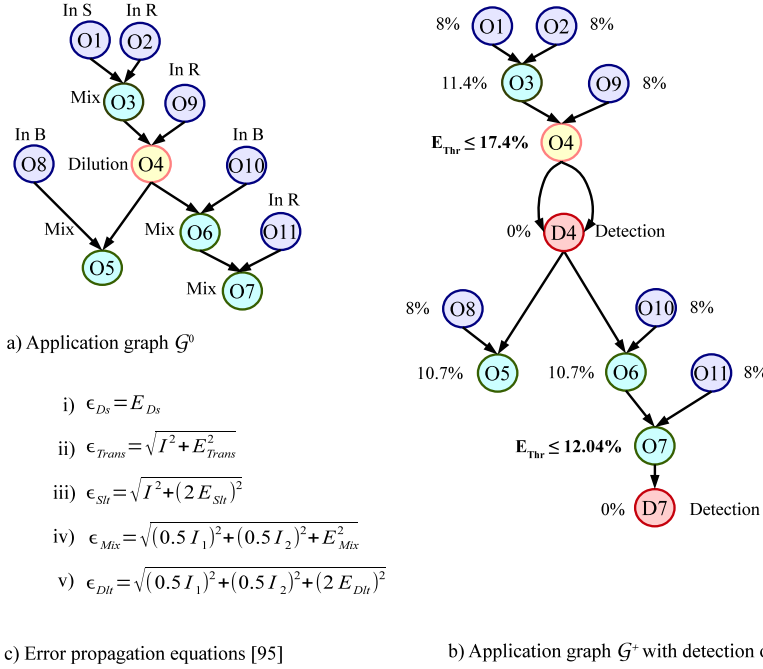 In S
In R
O1
O2
In R
Mix
O3
O9
In B
In B
O8
Dilution
O4
O10
In R
Mix
Mix
O6
O11
O5
Mix
O7
a) Application graph 𝒢⁰
i) ϵ_Ds = E_Ds
ii) ϵ_Trans = √(I² + E²_Trans)
iii) ϵ_Slt = √(I² + (2 E_Slt)²)
iv) ϵ_Mix = √((0.5 I₁)² + (0.5 I₂)² + E²_Mix)
v) ϵ_Dlt = √((0.5 I₁)² + (0.5 I₂)² + (2 E_Dlt)²)
c) Error propagation equations [95]
8%
O1
O2
8%
11.4%
O3
O9
8%
E_Thr ≤ 17.4%
O4
0%
D4
Detection
8%
O8
O10
8%
10.7%
O5
10.7%
O6
O11
8%
E_Thr ≤ 12.04%
O7
0%
D7
Detection
b) Application graph 𝒢⁺ with detection